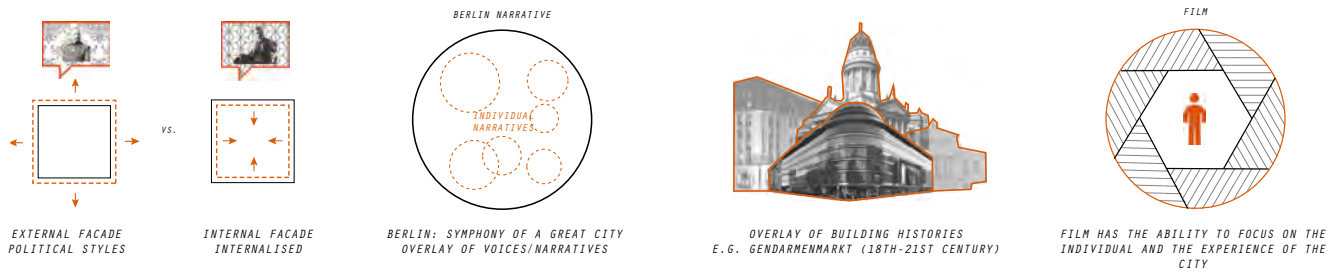 BERLIN NARRATIVE
FILM
VS.
INDIVIDUAL
NARRATIVES
EXTERNAL FACADE
POLITICAL STYLES
INTERNAL FACADE
INTERNALISED
BERLIN: SYMPHONY OF A GREAT CITY
OVERLAY OF VOICES/NARRATIVES
OVERLAY OF BUILDING HISTORIES
E.G. GENDARMENMARKT (18TH-21ST CENTURY)
FILM HAS THE ABILITY TO FOCUS ON THE
INDIVIDUAL AND THE EXPERIENCE OF THE
CITY